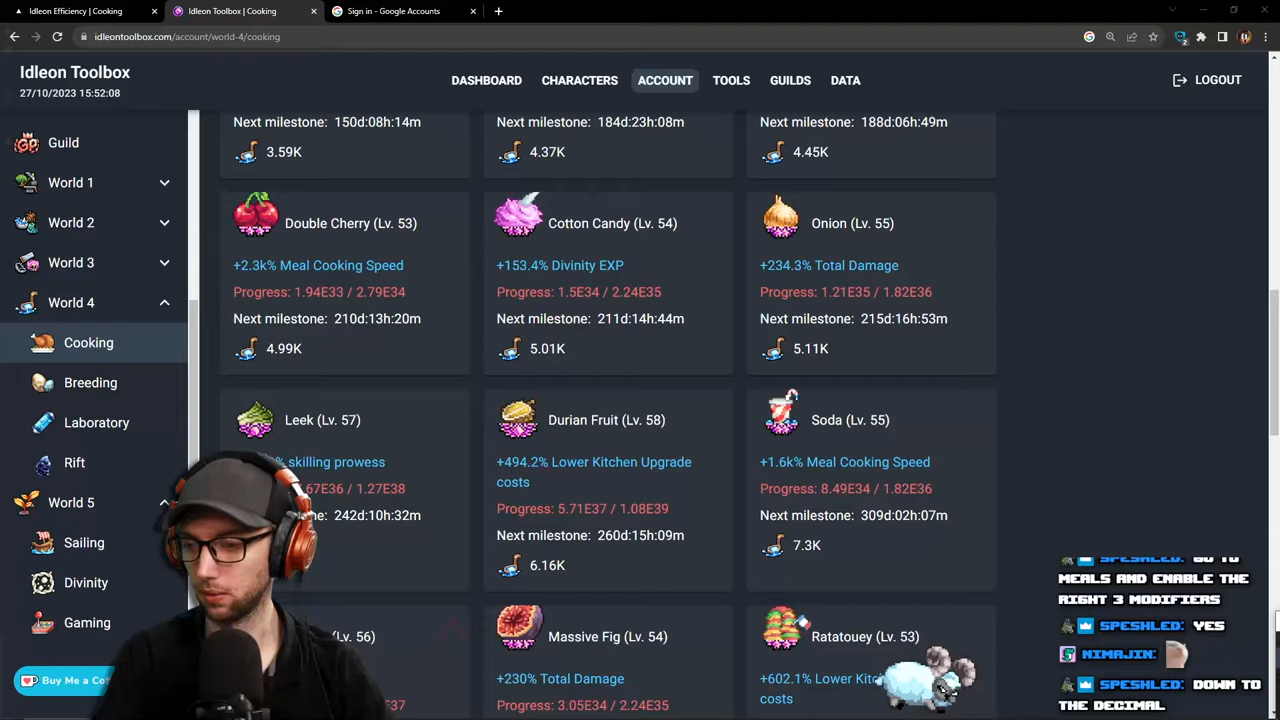 Idleon Efficiency | Cooking
Idleon Toolbox | Cooking
Sign in - Google Accounts
idleontoolbox.com/account/world-4/cooking
Idleon Toolbox
27/10/2023 15:52:08
DASHBOARD
CHARACTERS
ACCOUNT
TOOLS
GUILDS
DATA
LOGOUT
Guild
World 1
World 2
World 3
World 4
Cooking
Breeding
Laboratory
Rift
World 5
Sailing
Divinity
Gaming
Next milestone: 150d:08h:14m
3.59K
Next milestone: 184d:23h:08m
4.37K
Next milestone: 188d:06h:49m
4.45K
Double Cherry (Lv. 53)
+2.3k% Meal Cooking Speed
Progress: 1.94E33 / 2.79E34
Next milestone: 210d:13h:20m
4.99K
Cotton Candy (Lv. 54)
+153.4% Divinity EXP
Progress: 1.5E34 / 2.24E35
Next milestone: 211d:14h:44m
5.01K
Onion (Lv. 55)
+234.3% Total Damage
Progress: 1.21E35 / 1.82E36
Next milestone: 215d:16h:53m
5.11K
Leek (Lv. 57)
skilling prowess
67E36 / 1.27E38
242d:10h:32m
Durian Fruit (Lv. 58)
+494.2% Lower Kitchen Upgrade
costs
Progress: 5.71E37 / 1.08E39
Next milestone: 260d:15h:09m
6.16K
Soda (Lv. 55)
+1.6k% Meal Cooking Speed
Progress: 8.49E34 / 1.82E36
Next milestone: 309d:02h:07m
7.3K
56)
37
Massive Fig (Lv. 54)
+230% Total Damage
Progress: 3.05E34 / 2.24E35
Ratatouey (Lv. 53)
+602.1% Lower
costs
Buy Me a
SPESHLED: GO TO
MEALS AND ENABLE THE
RIGHT 3 MODIFIERS
SPESHLED: YES
NIMAJIN:
SPESHLED: DOWN TO
THE DECIMAL